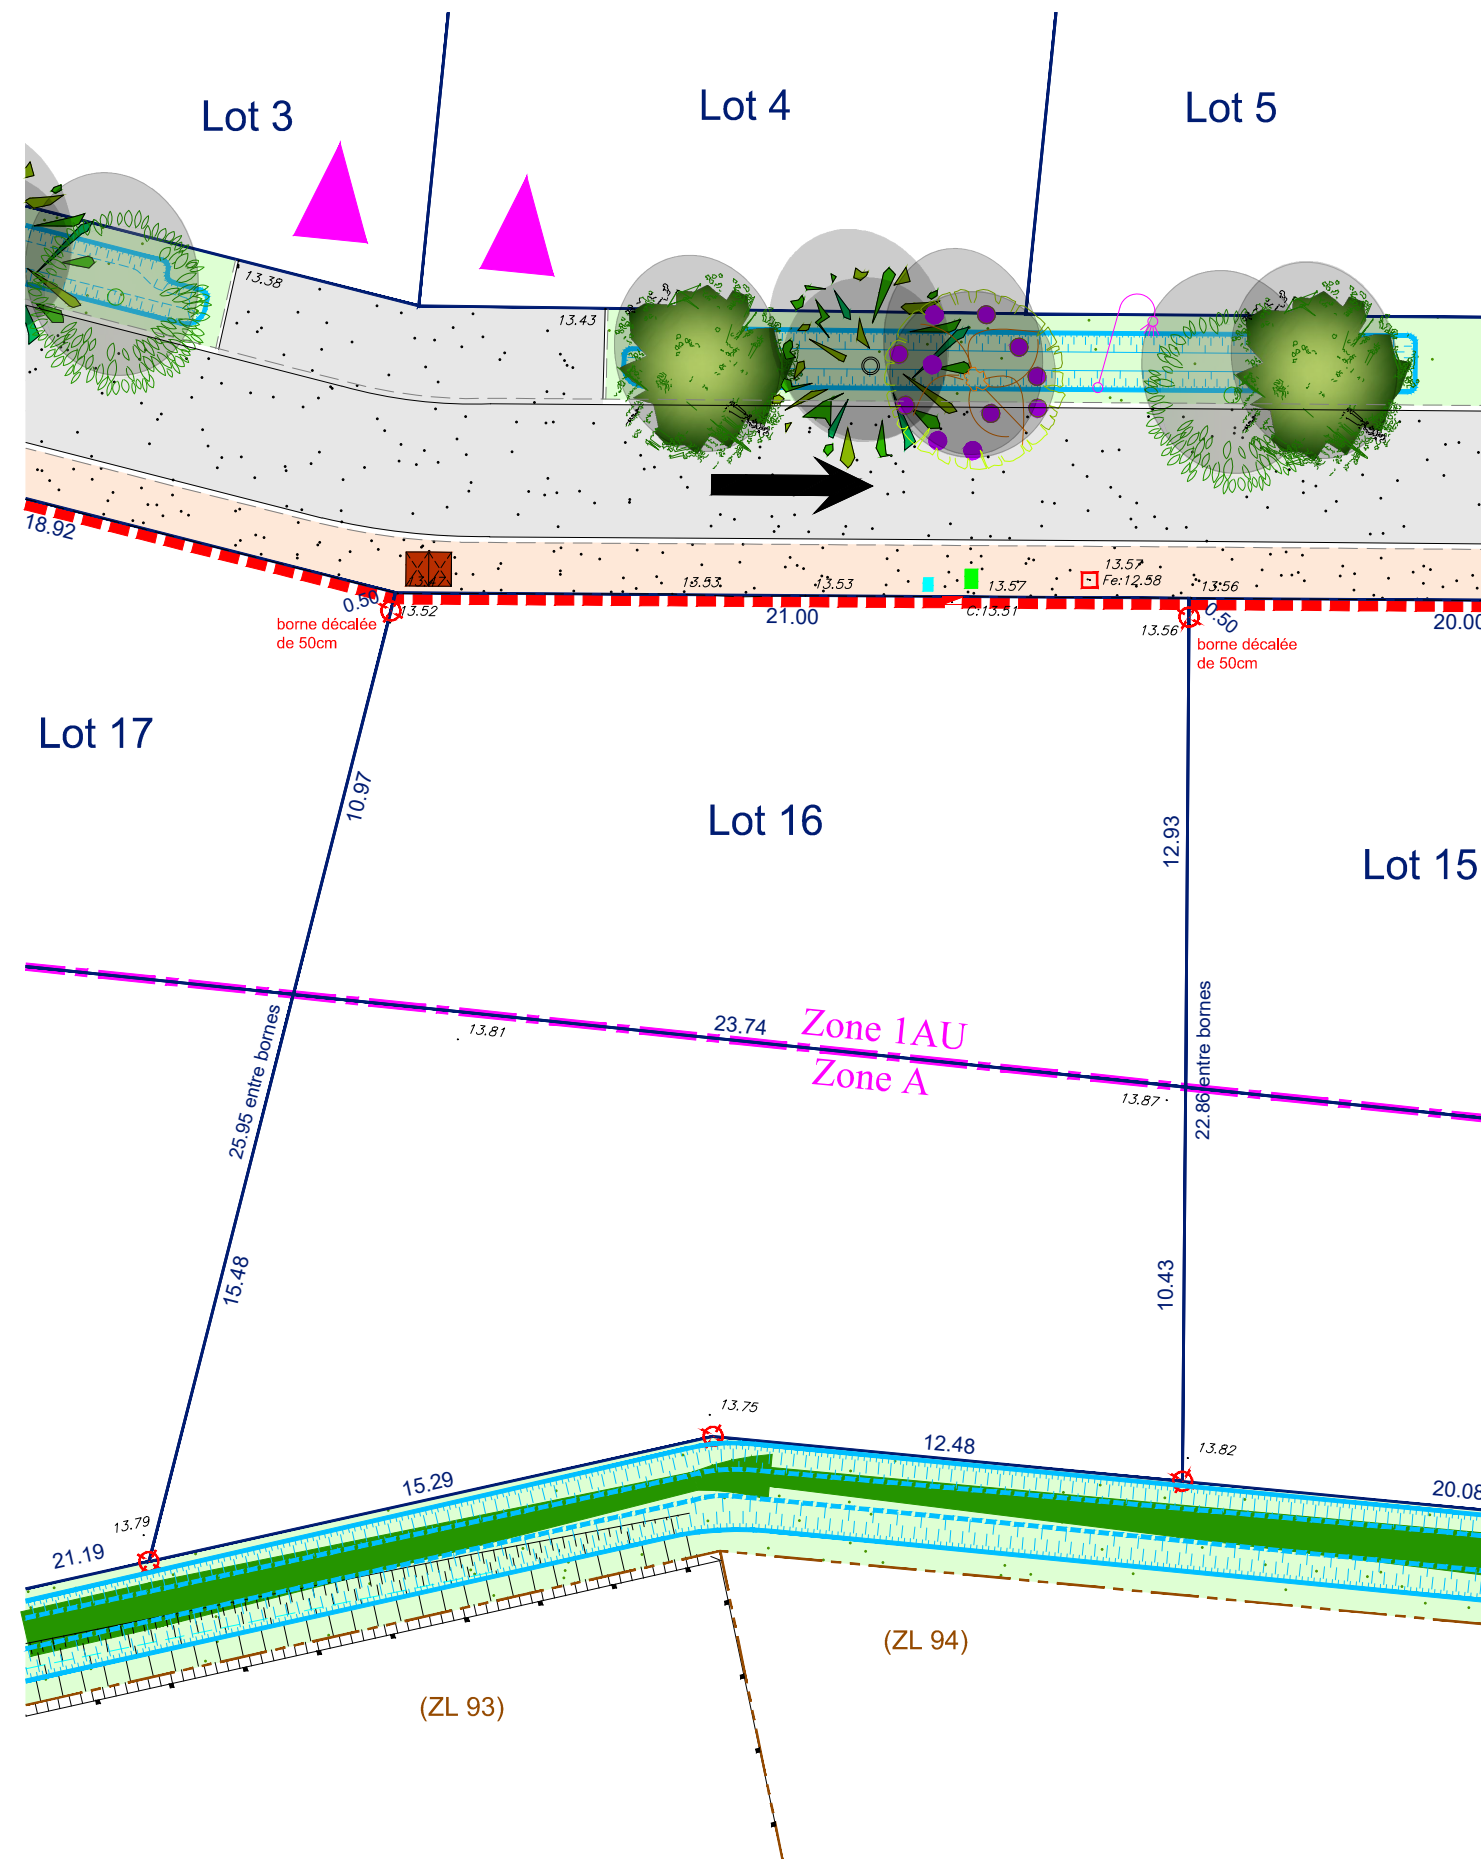 Lot 3
Lot 4
Lot 5
13.38
13.43
18.92
13.47
13.53
13.53
13.57
13.57
Fe:12.58
13.56
0.50
13.52
21.00
C:13.51
13.56
0.50
20.00
borne décalée
de 50cm
borne décalée
de 50cm
Lot 17
10.97
Lot 16
12.93
Lot 15
13.81
23.74
Zone 1AU
Zone A
13.87
25.95 entre bornes
22.86 entre bornes
15.48
10.43
13.75
12.48
13.82
15.29
20.08
13.79
21.19
(ZL 94)
(ZL 93)